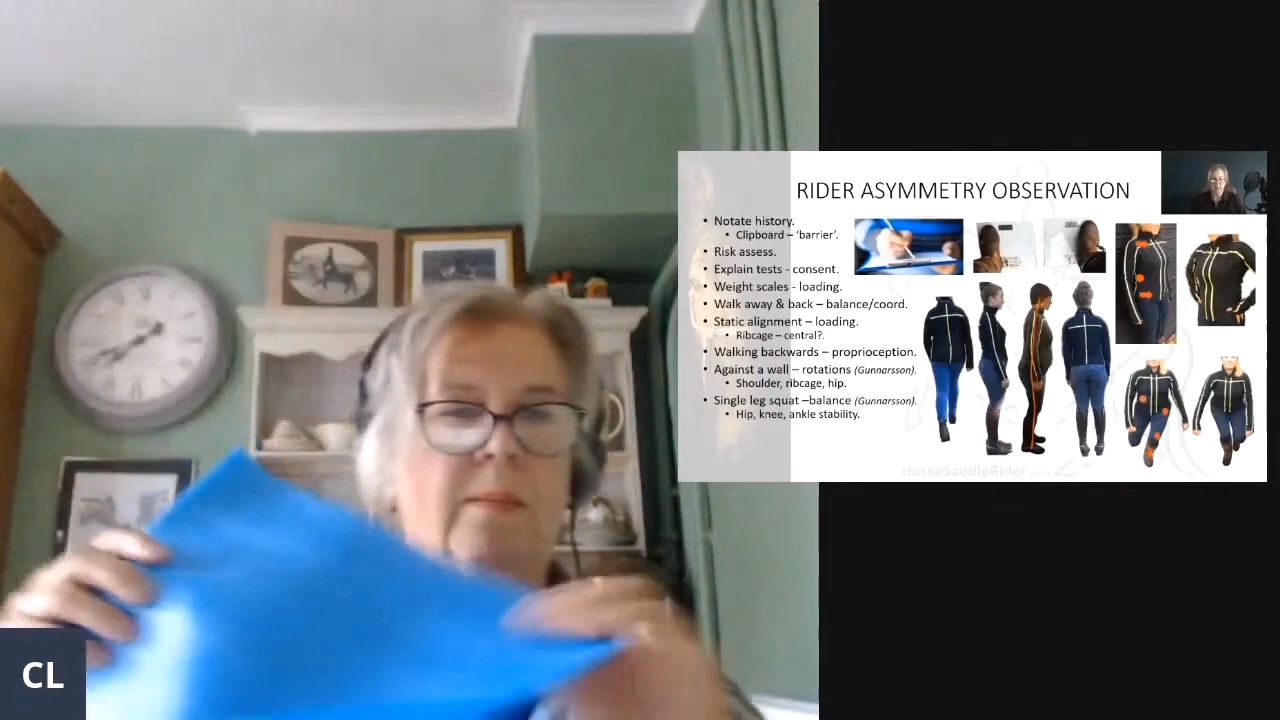 RIDER ASYMMETRY OBSERVATION
• Notate history.
• Clipboard – ‘barrier’.
• Risk assess.
• Explain tests - consent.
• Weight scales - loading.
• Walk away & back – balance/coord.
• Static alignment – loading.
• Ribcage – central?.
• Walking backwards – proprioception.
• Against a wall – rotations (Gunnarsson).
• Shoulder, ribcage, hip.
• Single leg squat –balance (Gunnarsson).
• Hip, knee, ankle stability.
HorseSaddleRider
CL